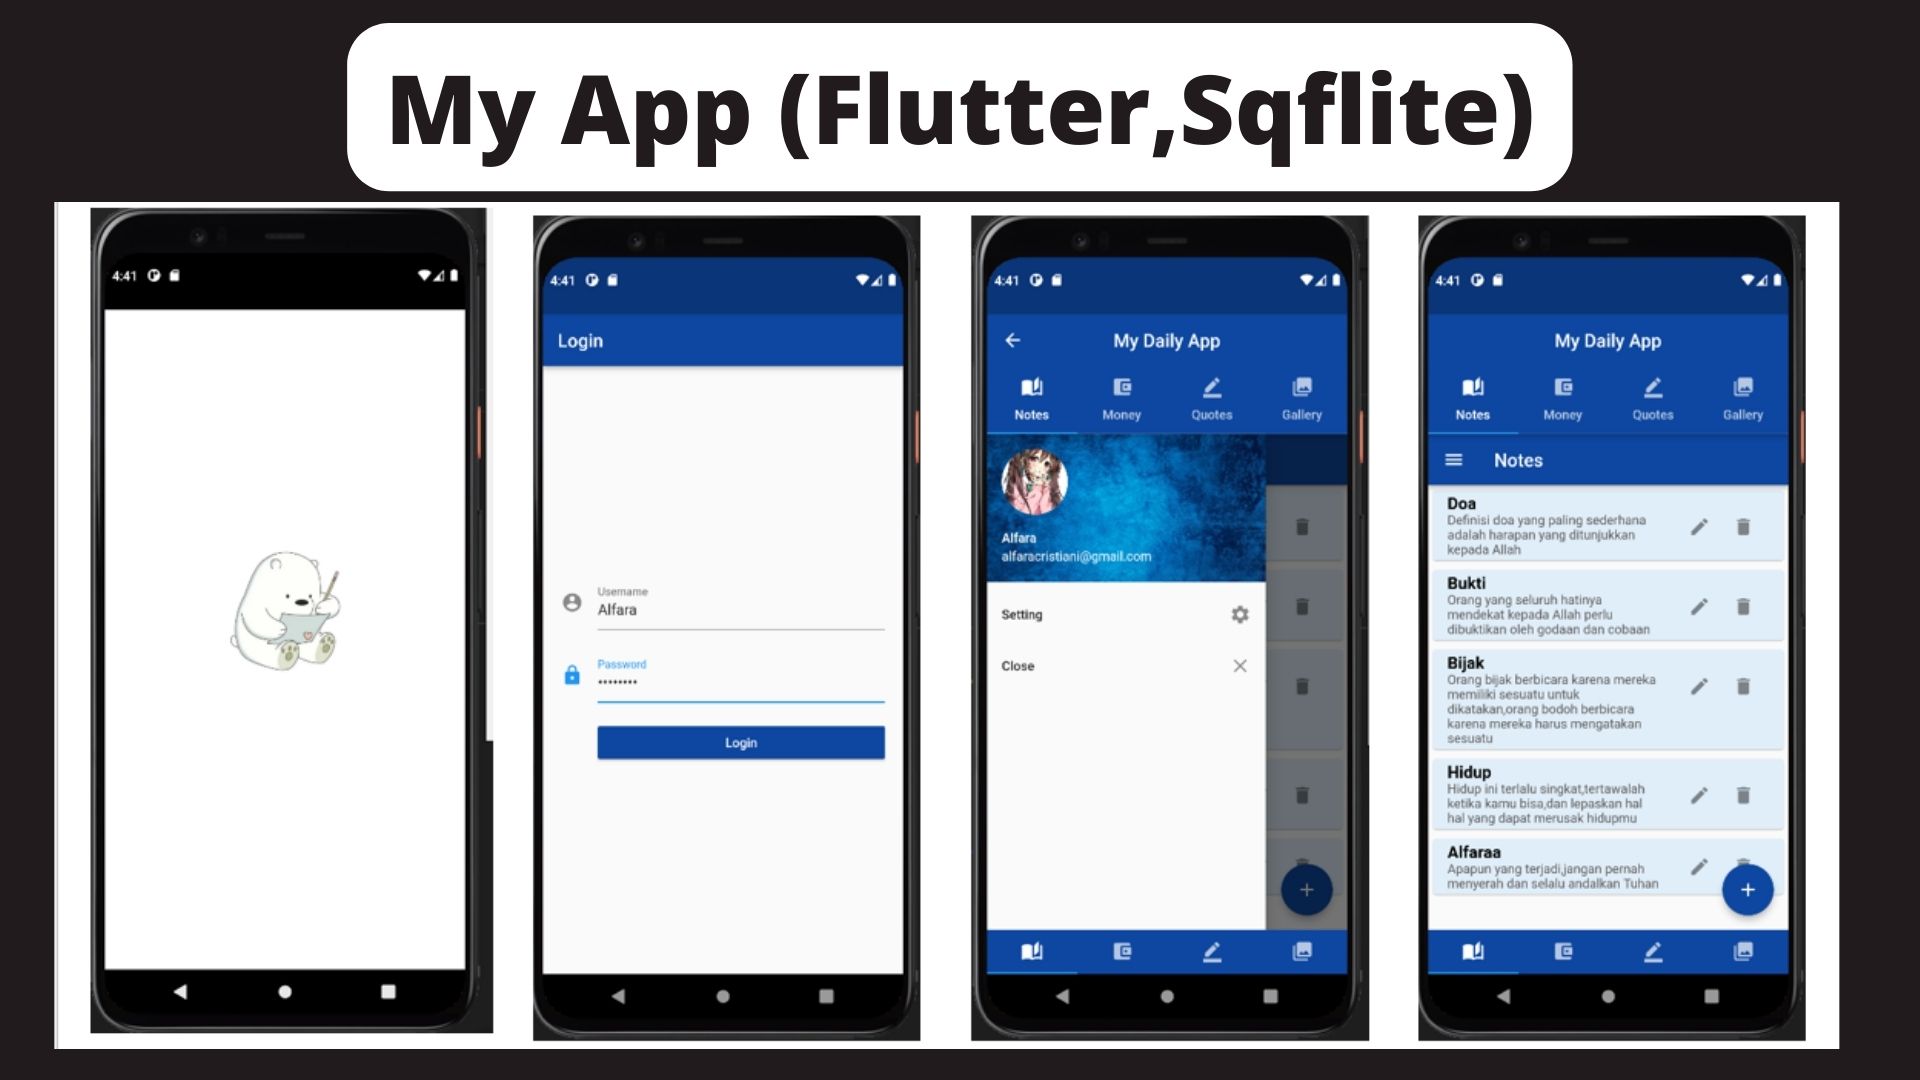 My App (Flutter,Sqflite)
4:41
4:41
Login
Username
Alfara
Password
••••••••
Login
4:41
My Daily App
Notes Money Quotes Gallery
Alfara
alfaracristiani@gmail.com
Setting
Close
4:41
My Daily App
Notes Money Quotes Gallery
Notes
Doa
Definisi doa yang paling sederhana
adalah harapan yang ditunjukkan
kepada Allah
Bukti
Orang yang seluruh hatinya
mendekat kepada Allah perlu
dibuktikan oleh godaan dan cobaan
Bijak
Orang bijak berbicara karena mereka
memiliki sesuatu untuk
dikatakan,orang bodoh berbicara
karena mereka harus mengatakan
sesuatu
Hidup
Hidup ini terlalu singkat,tertawalah
ketika kamu bisa,dan lepaskan hal
hal yang dapat merusak hidupmu
Alfaraa
Apapun yang terjadi,jangan pernah
menyerah dan selalu andalkan Tuhan